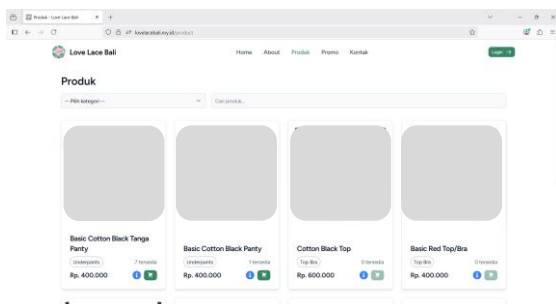 Produk - Love Lace Bali
lovelacebali.my.id/product
Love Lace Bali
Home About Produk Promo Kontak
Login
Produk
-- Pilih kategori --
Cari produk...
Basic Cotton Black Tanga Panty
Underpants
7 tersedia
Rp. 400.000
Basic Cotton Black Panty
Underpants
1 tersedia
Rp. 400.000
Cotton Black Top
Top Bra
0 tersedia
Rp. 600.000
Basic Red Top/Bra
Top Bra
0 tersedia
Rp. 400.000